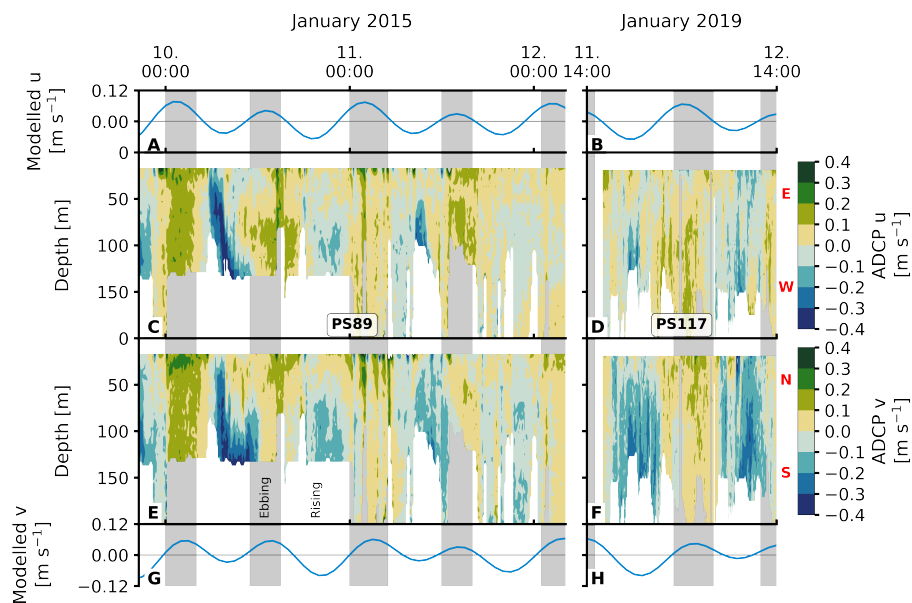 January 2015
January 2019
10.
00:00
11.
00:00
12.
00:00
11.
14:00
12.
14:00
Modelled u
[m s⁻¹]
0.12
0.06
0
A
B
Depth [m]
50
100
150
0
C
PS89
D
PS117
E
W
0.4
0.3
0.2
0.1
0.0
−0.1
−0.2
−0.3
−0.4
ADCP u
[m s⁻¹]
Depth [m]
50
100
150
E
Ebbing
Rising
F
N
S
0.4
0.3
0.2
0.1
0.0
−0.1
−0.2
−0.3
−0.4
ADCP v
[m s⁻¹]
Modelled v
[m s⁻¹]
0.12
0.00
−0.12
G
H